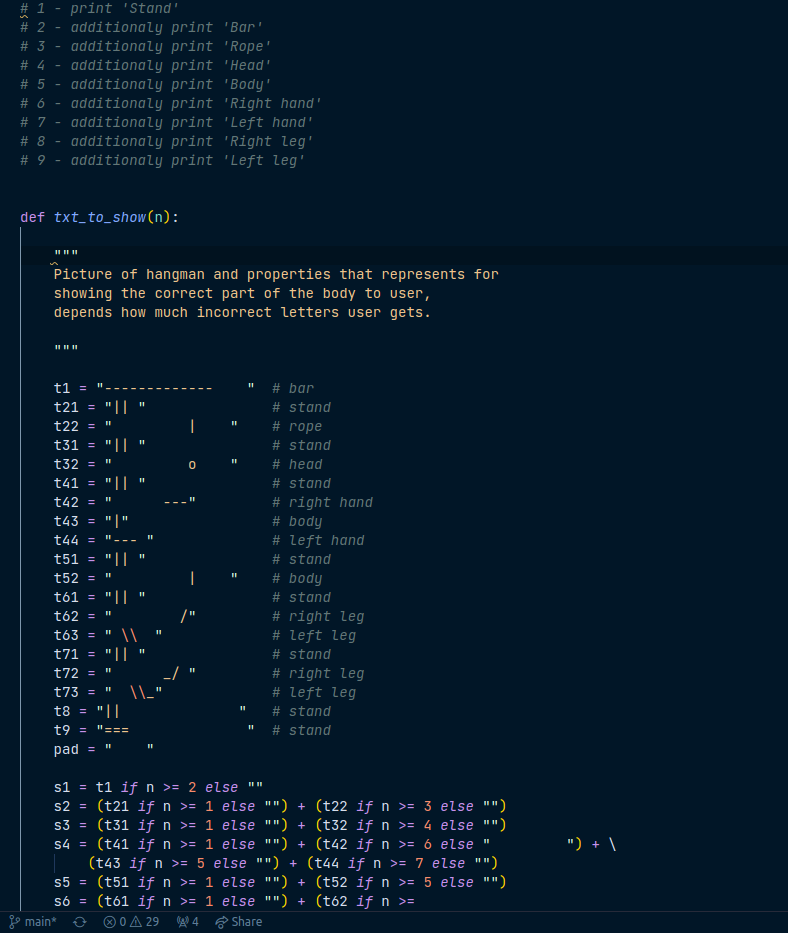 # 1 - print 'Stand'
# 2 - additionaly print 'Bar'
# 3 - additionaly print 'Rope'
# 4 - additionaly print 'Head'
# 5 - additionaly print 'Body'
# 6 - additionaly print 'Right hand'
# 7 - additionaly print 'Left hand'
# 8 - additionaly print 'Right leg'
# 9 - additionaly print 'Left leg'
def txt_to_show(n):
    """
    Picture of hangman and properties that represents for
    showing the correct part of the body to user,
    depends how much incorrect letters user gets.
    """
    t1 = "-------------    "  # bar
    t21 = "|| "               # stand
    t22 = "         |    "    # rope
    t31 = "|| "               # stand
    t32 = "         o    "    # head
    t41 = "|| "               # stand
    t42 = "      ---"         # right hand
    t43 = "|"                 # body
    t44 = "--- "              # left hand
    t51 = "|| "               # stand
    t52 = "         |    "    # body
    t61 = "|| "               # stand
    t62 = "        /"         # right leg
    t63 = " \\  "             # left leg
    t71 = "|| "               # stand
    t72 = "      _/ "         # right leg
    t73 = "  \\_"             # left leg
    t8 = "||              "   # stand
    t9 = "===              "  # stand
    pad = "    "
    s1 = t1 if n >= 2 else ""
    s2 = (t21 if n >= 1 else "") + (t22 if n >= 3 else "")
    s3 = (t31 if n >= 1 else "") + (t32 if n >= 4 else "")
    s4 = (t41 if n >= 1 else "") + (t42 if n >= 6 else "         ") + \
        (t43 if n >= 5 else "") + (t44 if n >= 7 else "")
    s5 = (t51 if n >= 1 else "") + (t52 if n >= 5 else "")
    s6 = (t61 if n >= 1 else "") + (t62 if n >=
main* 0 29 4 Share